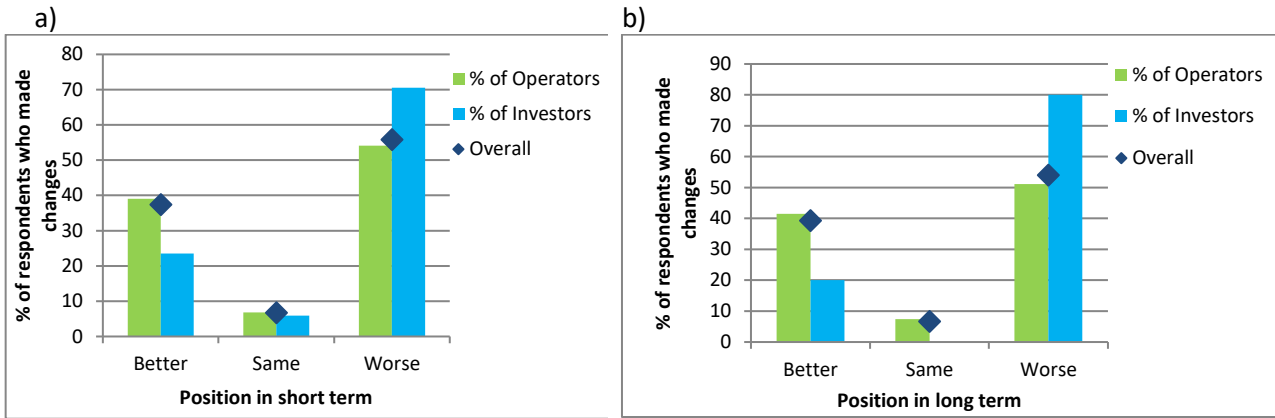 a)
% of respondents who made
changes
80
70
60
50
40
30
20
10
0
Better Same Worse
Position in short term
% of Operators
% of Investors
Overall
b)
% of respondents who made
changes
90
80
70
60
50
40
30
20
10
0
Better Same Worse
Position in long term
% of Operators
% of Investors
Overall